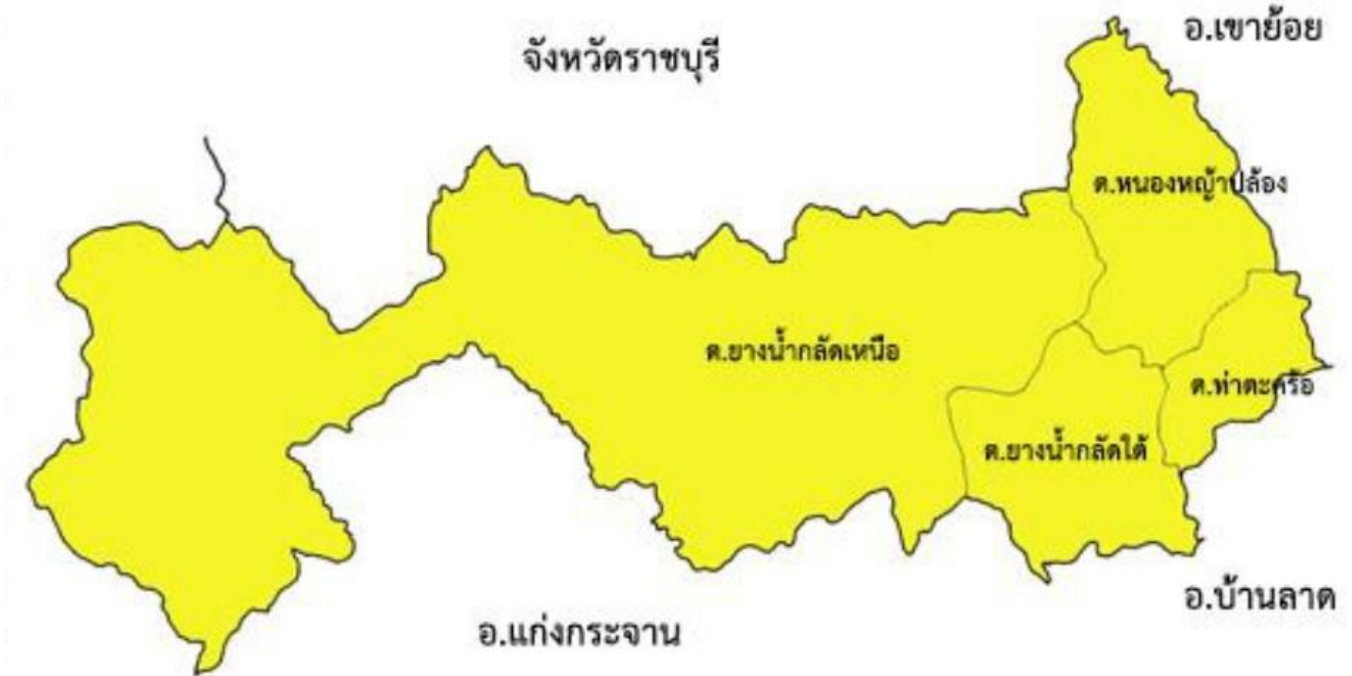 อ.เขาย้อย
จังหวัดราชบุรี
ต.หนองหญ้าปล้อง
ต.ยางน้ำกลัดเหนือ
ต.ท่าตะคร้อ
ต.ยางน้ำกลัดใต้
อ.บ้านลาด
อ.แก่งกระจาน